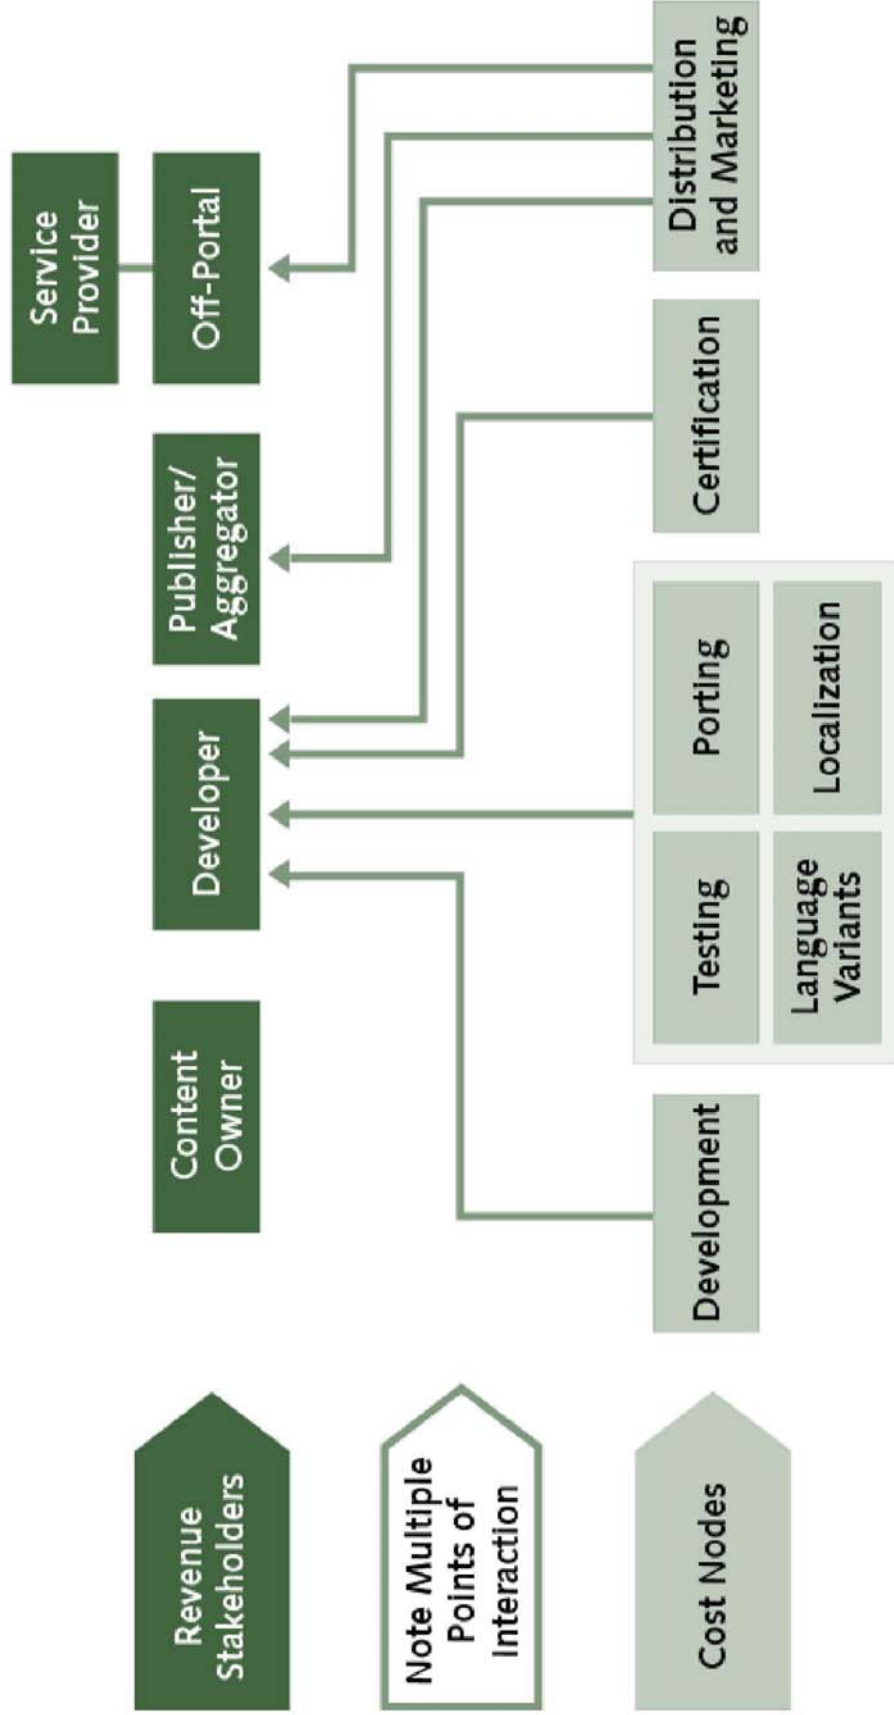 Revenue
Stakeholders
Content
Owner
Developer
Publisher/
Aggregator
Off-Portal
Service
Provider
Note Multiple
Points of
Interaction
Cost Nodes
Development
Testing
Porting
Language
Variants
Localization
Certification
Distribution
and Marketing